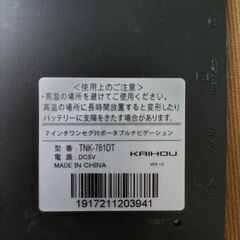 <使用上のご注意>
・高温の場所を避けてご使用ください。
・高温の場所に長時間放置すると変形したり
バッテリーに支障をきたす場合があります。
7インチワンセグ付ポータブルナビゲーション
型 番 TNK-781DT
電 源：DC5V
MADE IN CHINA
KAIHOU
VER 1.0
1917211203941